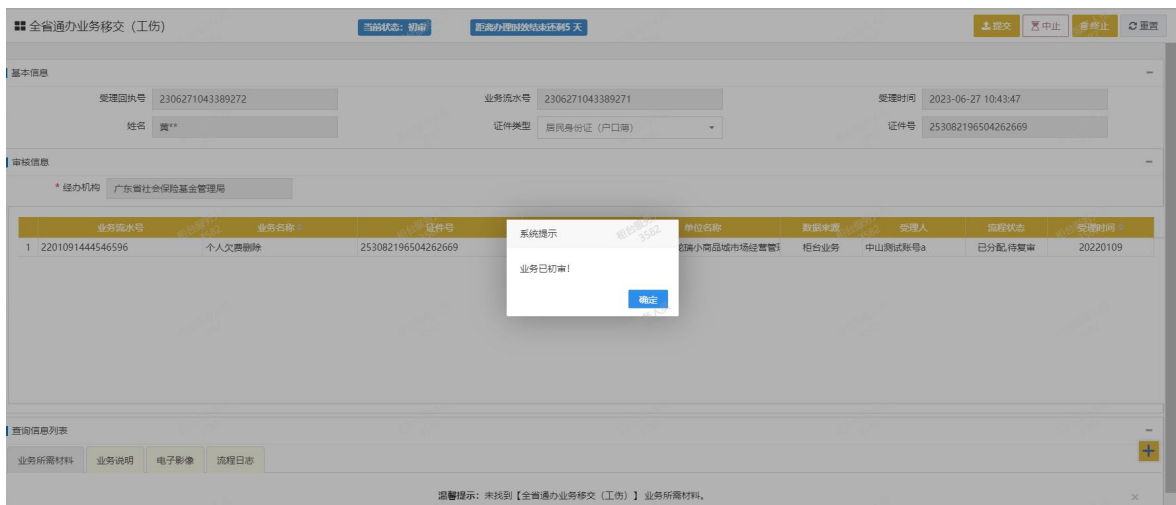 全省通办业务移交（工伤） 当前状态：初审 距离办理时效结束还剩5 天 提交 中止 终止 重置
基本信息
受理回执号 2306271043389272 业务流水号 2306271043389271 受理时间 2023-06-27 10:43:47
姓名 黄** 证件类型 居民身份证（户口簿） 证件号 253082196504262669
审核信息
* 经办机构 广东省社会保险基金管理局
业务流水号 业务名称 证件号 单位名称 数据来源 受理人 流程状态 受理时间
1 2201091444546596 个人欠费删除 253082196504262669 瑞小商品城市场经营管理 柜台业务 中山测试账号a 已分配,待复审 20220109
系统提示
业务已初审!
确定
查询信息列表
业务所需材料 业务说明 电子影像 流程日志
温馨提示：未找到【全省通办业务移交（工伤）】 业务所需材料。